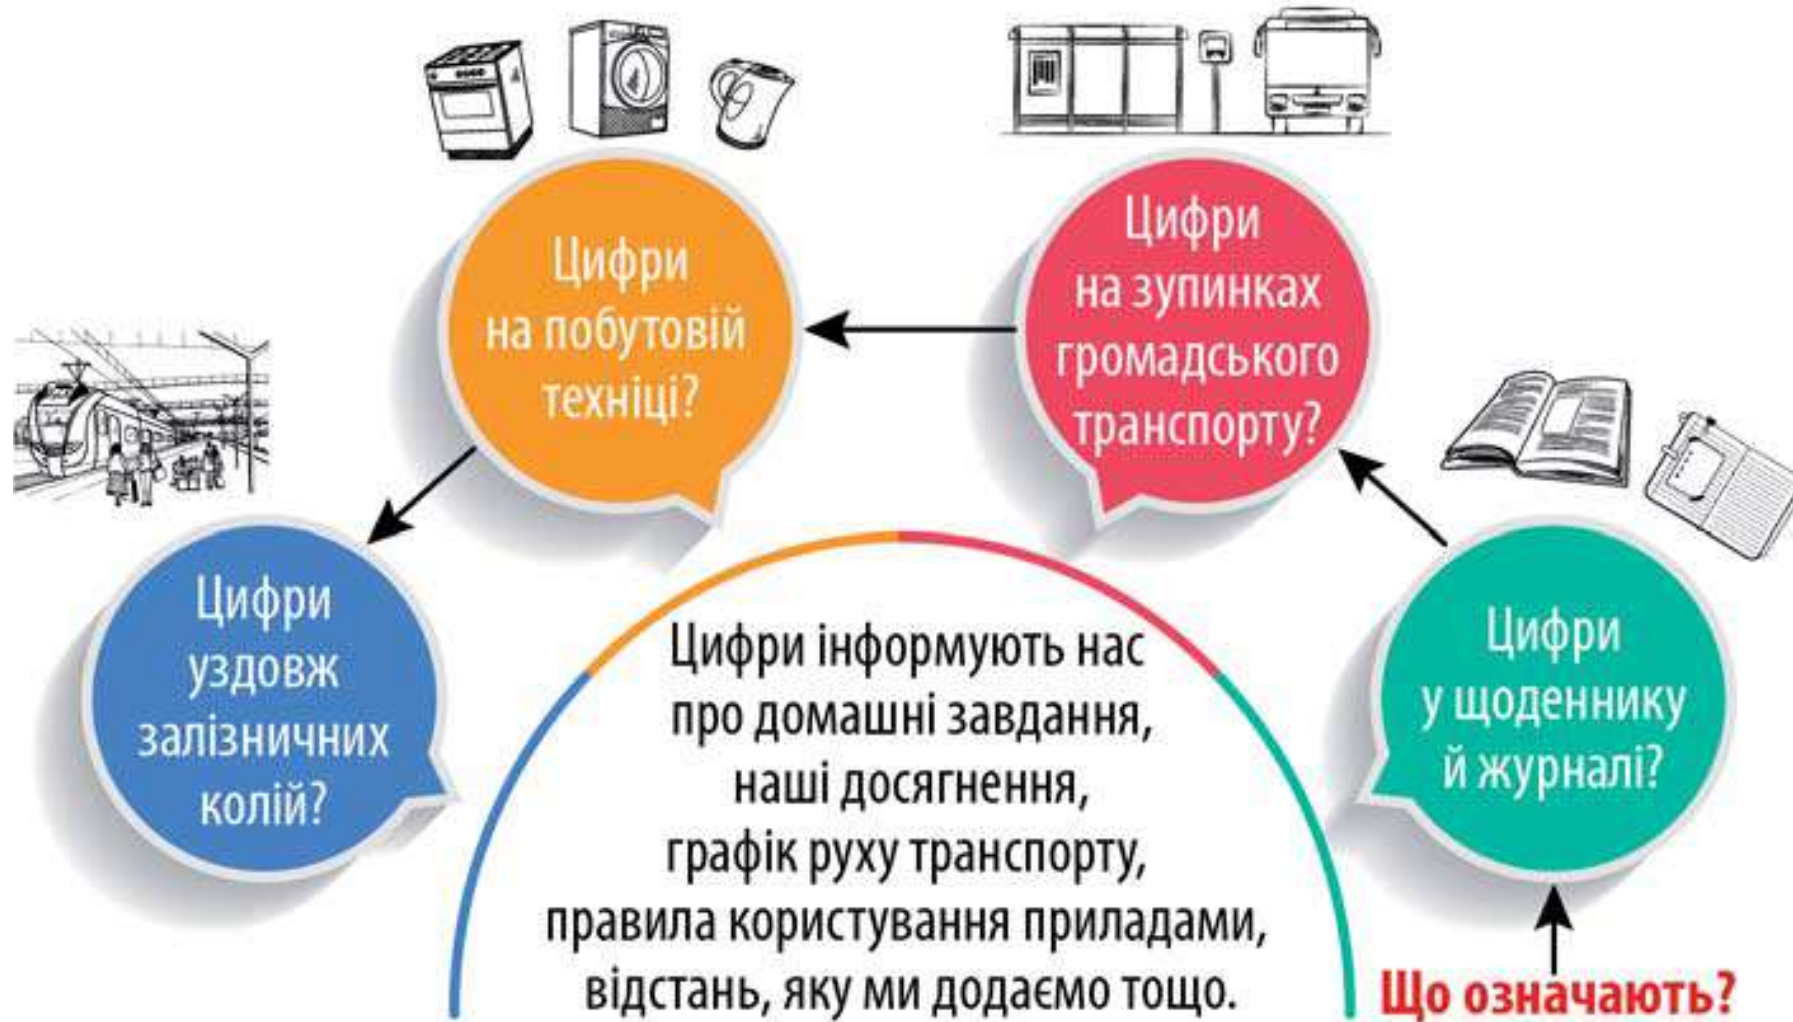 Цифри
на побутовій
техніці?
Цифри
на зупинках
громадського
транспорту?
Цифри
уздовж
залізничних
колій?
Цифри
у щоденнику
й журналі?
Цифри інформують нас
про домашні завдання,
наші досягнення,
графік руху транспорту,
правила користування приладами,
відстань, яку ми додаємо тощо.
Що означають?